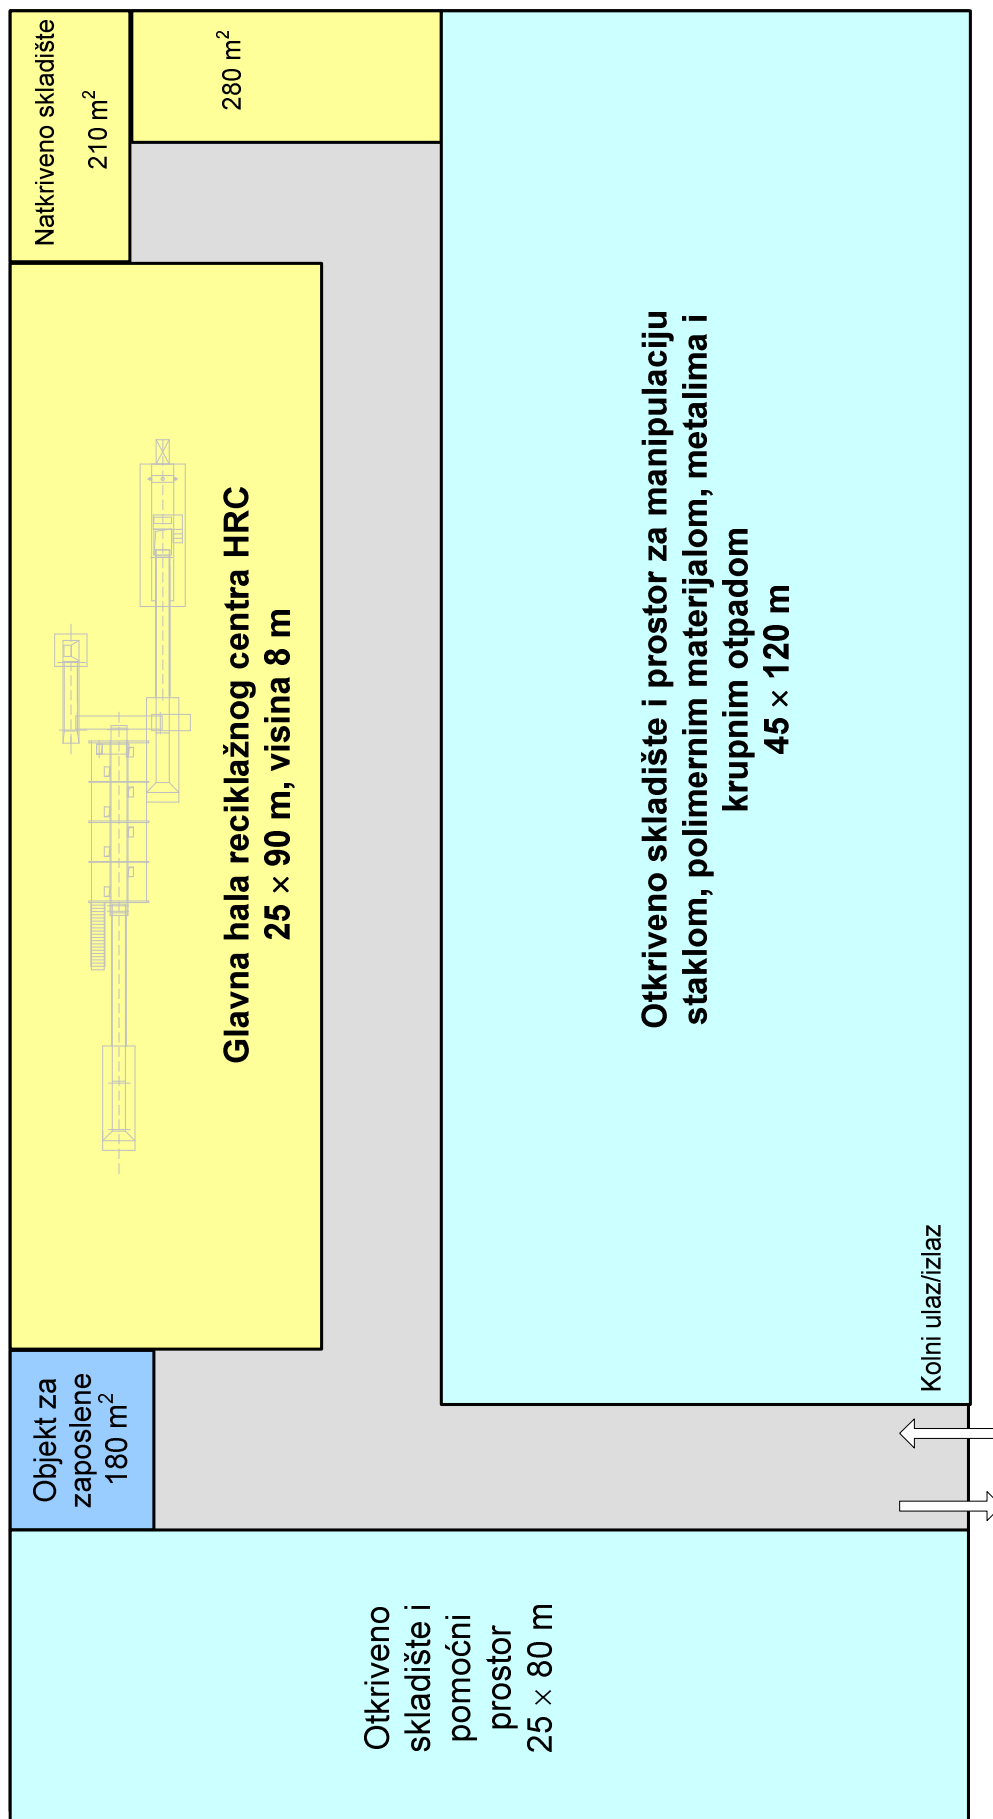 Natkriveno skladište
210 m²
280 m²
Glavna hala reciklažnog centra HRC
25 × 90 m, visina 8 m
Otkriveno skladište i prostor za manipulaciju
staklom, polimernim materijalom, metalima i
krupnim otpadom
45 × 120 m
Kolni ulaz/izlaz
Objekt za
zaposlene
180 m²
Otkriveno
skladište i
pomoćni
prostor
25 × 80 m